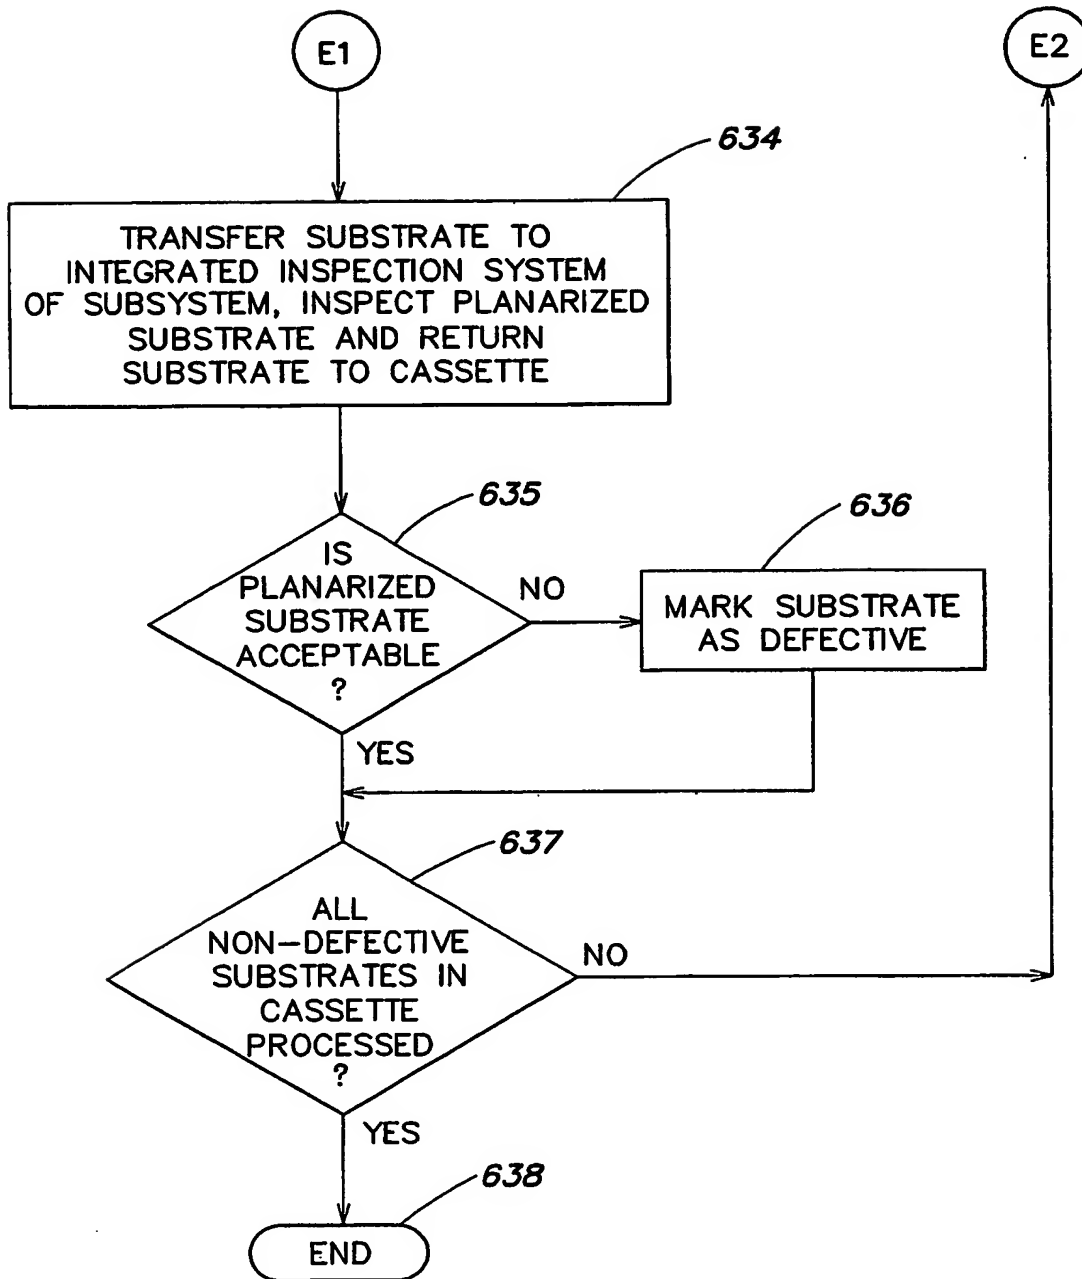 E1
E2
634
TRANSFER SUBSTRATE TO
INTEGRATED INSPECTION SYSTEM
OF SUBSYSTEM, INSPECT PLANARIZED
SUBSTRATE AND RETURN
SUBSTRATE TO CASSETTE
635
IS
PLANARIZED
SUBSTRATE
ACCEPTABLE
?
NO
636
MARK SUBSTRATE
AS DEFECTIVE
YES
637
ALL
NON-DEFECTIVE
SUBSTRATES IN
CASSETTE
PROCESSED
?
NO
YES
638
END